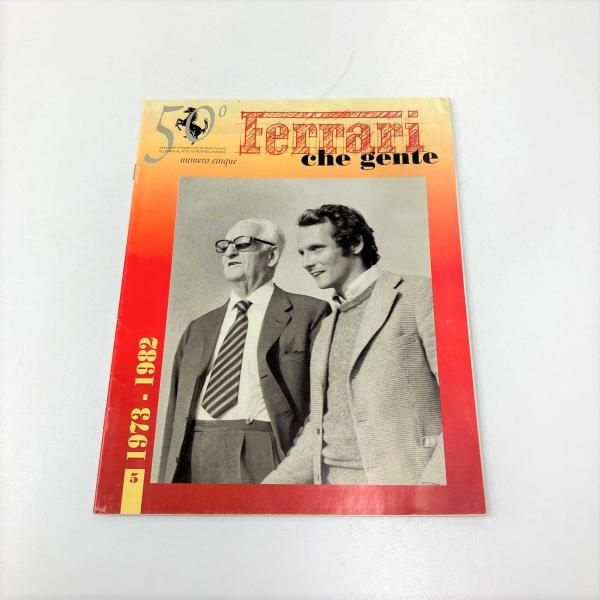 50°
Ferrari
che gente
numero cinque
1973 - 1982
5